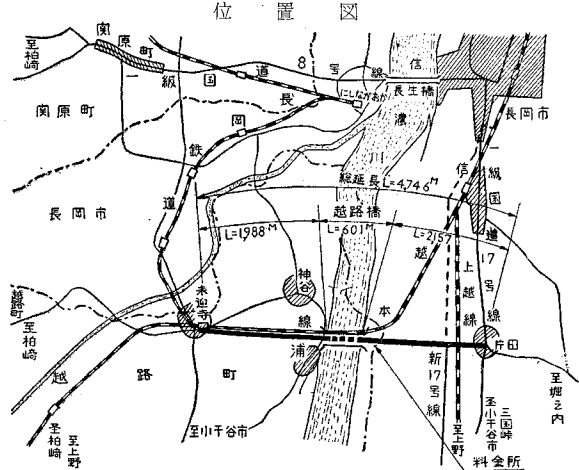 位置図
至柏崎
関原町
一級国道8号線
信濃川
長生橋
にしながおか
長岡市
関原町
長岡鉄道
総延長L=4,746M
越路橋
L=1,988M
L=601M
L=2,157
信越本線
一級国道17号線
上越線
長岡市
神谷
来迎寺
越路町
至柏崎
浦
片田
越路町
新17号線
至堀之内
至小千谷市
至柏崎
至上野
至上野
至小千谷市
三国峠
料金所